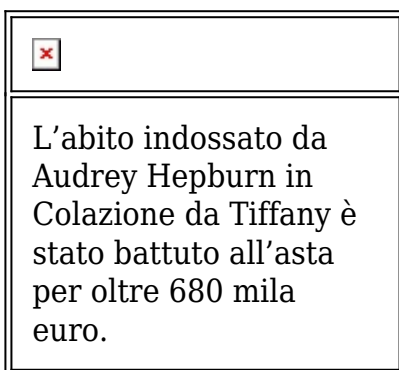 L’abito indossato da
Audrey Hepburn in
Colazione da Tiffany è
stato battuto all’asta
per oltre 680 mila
euro.